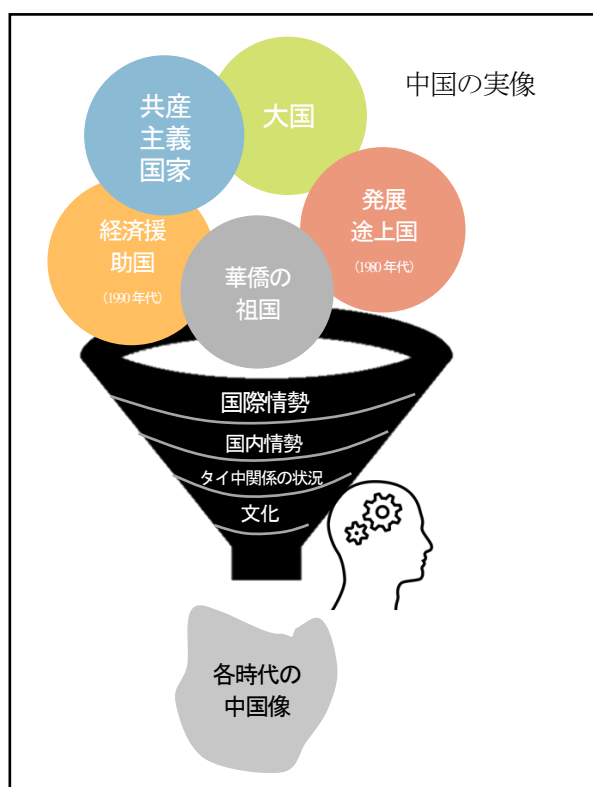 中国の実像
共産
主義
国家
大国
発展
途上国
（1980年代）
経済援
助国
（1990年代）
華僑の
祖国
国際情勢
国内情勢
タイ中関係の状況
文化
各時代の
中国像